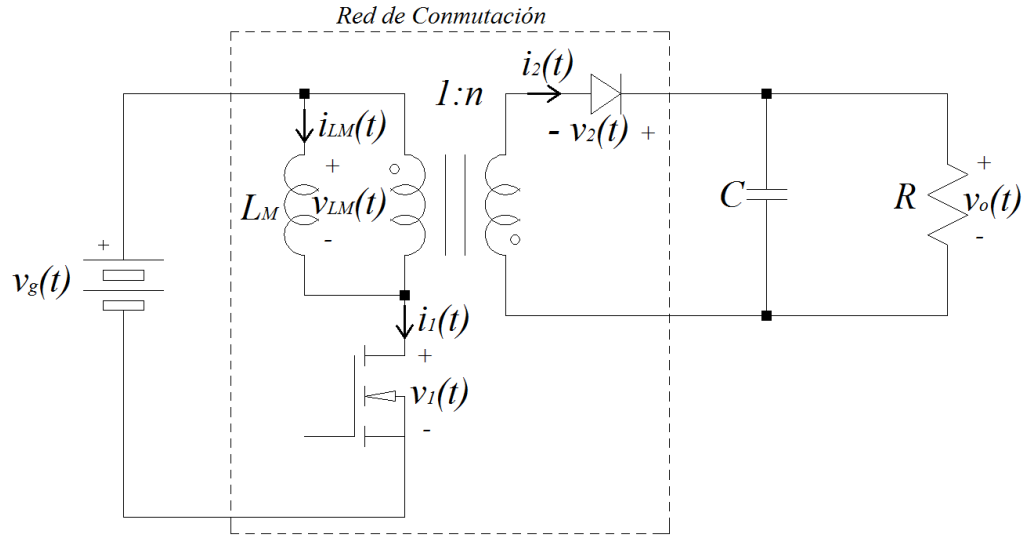 Red de Conmutación
i2(t)
1:n
iLM(t)
+
- v2(t) +
LM
vLM(t)
-
C
R
+
vo(t)
-
+
vg(t)
i1(t)
+
v1(t)
-